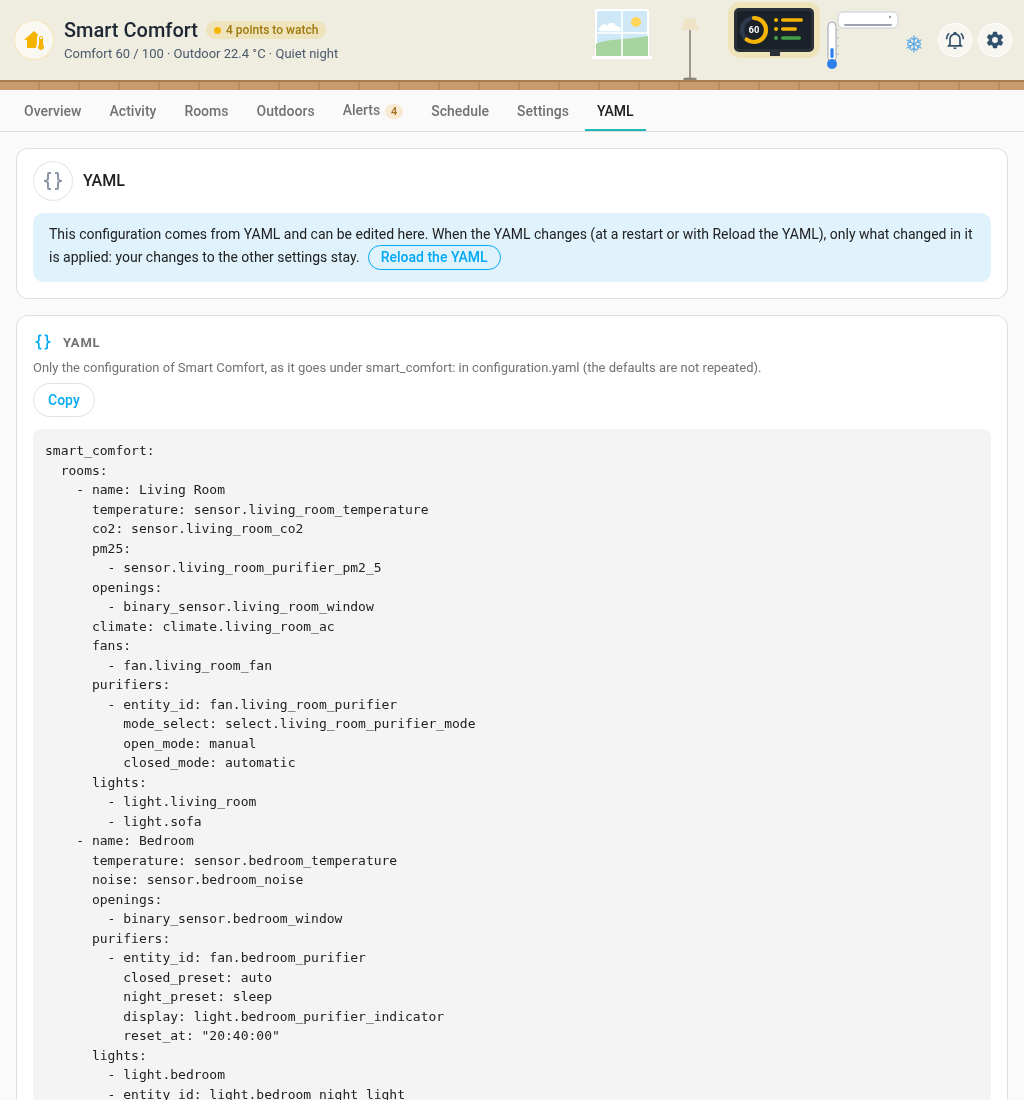 Smart Comfort
4 points to watch
Comfort 60 / 100 · Outdoor 22.4 °C · Quiet night
60
Overview
Activity
Rooms
Outdoors
Alerts 4
Schedule
Settings
YAML
{} YAML
This configuration comes from YAML and can be edited here. When the YAML changes (at a restart or with Reload the YAML), only what changed in it
is applied: your changes to the other settings stay. Reload the YAML
{} YAML
Only the configuration of Smart Comfort, as it goes under smart_comfort: in configuration.yaml (the defaults are not repeated).
Copy
smart_comfort:
  rooms:
    - name: Living Room
      temperature: sensor.living_room_temperature
      co2: sensor.living_room_co2
      pm25:
        - sensor.living_room_purifier_pm2_5
      openings:
        - binary_sensor.living_room_window
      climate: climate.living_room_ac
      fans:
        - fan.living_room_fan
      purifiers:
        - entity_id: fan.living_room_purifier
          mode_select: select.living_room_purifier_mode
          open_mode: manual
          closed_mode: automatic
      lights:
        - light.living_room
        - light.sofa
    - name: Bedroom
      temperature: sensor.bedroom_temperature
      noise: sensor.bedroom_noise
      openings:
        - binary_sensor.bedroom_window
      purifiers:
        - entity_id: fan.bedroom_purifier
          closed_preset: auto
          night_preset: sleep
          display: light.bedroom_purifier_indicator
          reset_at: "20:40:00"
      lights:
        - light.bedroom
        - entity_id: light.bedroom_night_light